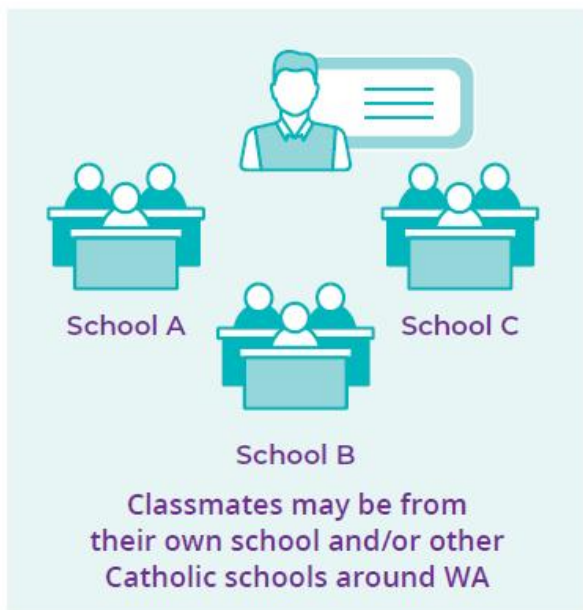 School A
School C
School B
Classmates may be from
their own school and/or other
Catholic schools around WA